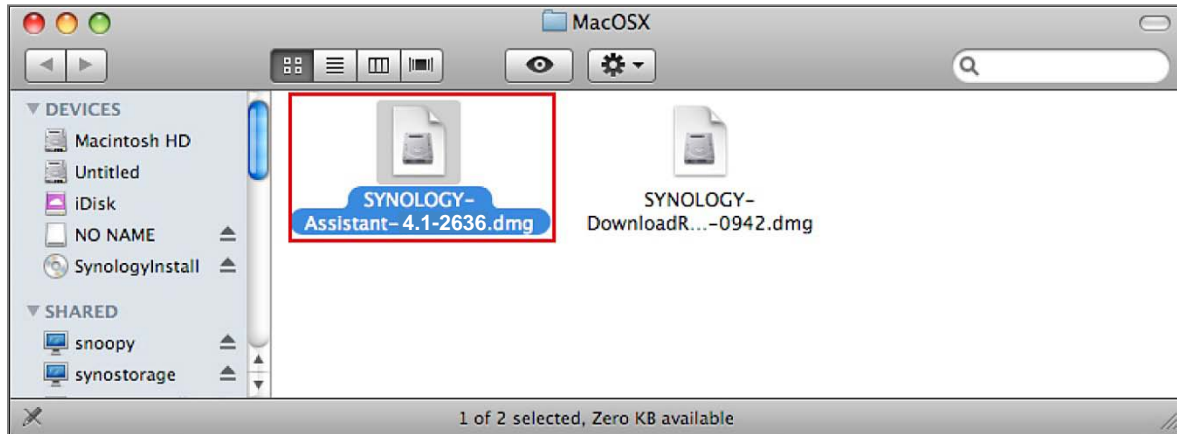 MacOSX
DEVICES
Macintosh HD
Untitled
iDisk
NO NAME
SynologyInstall
SHARED
snoopy
synostorage
SYNOLOGY-
Assistant-4.1-2636.dmg
SYNOLOGY-
DownloadR...-0942.dmg
1 of 2 selected, Zero KB available